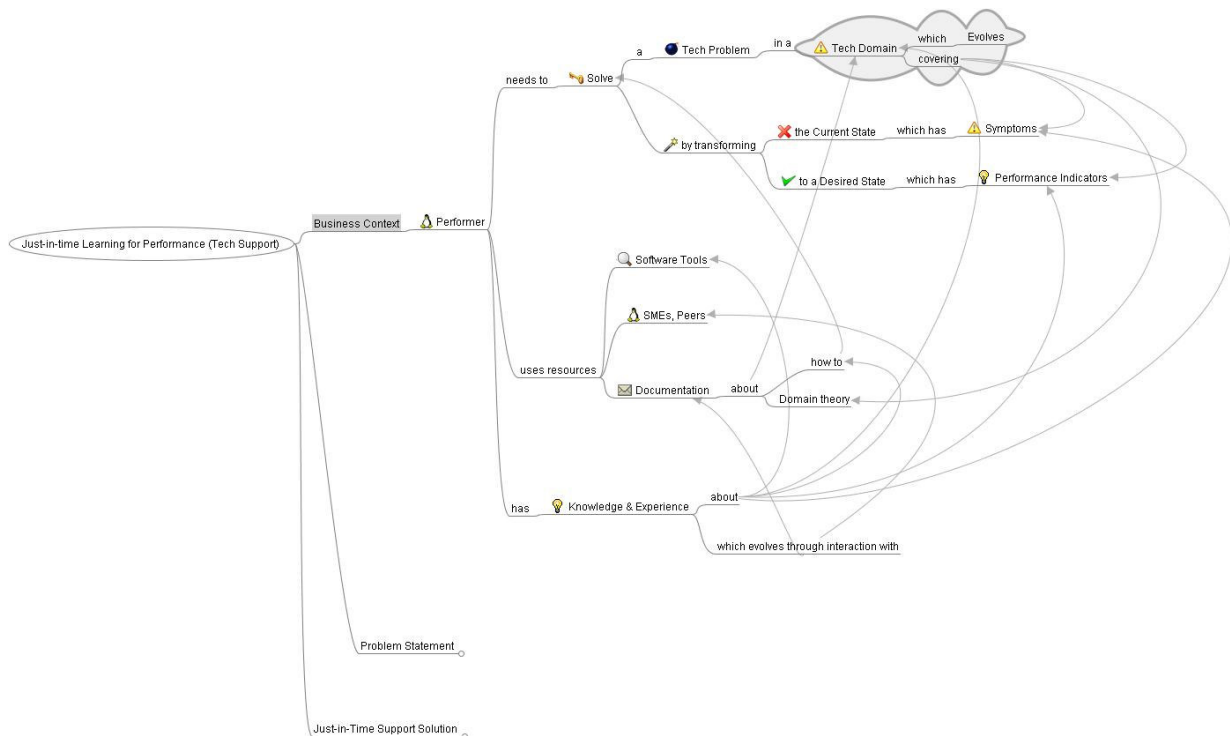 Just-in-time Learning for Performance (Tech Support)
Business Context
Performer
needs to
Solve
a
Tech Problem
in a
Tech Domain
which
Evolves
covering
by transforming
the Current State
which has
Symptoms
to a Desired State
which has
Performance Indicators
uses resources
Software Tools
SMEs, Peers
Documentation
about
how to
Domain theory
has
Knowledge & Experience
about
which evolves through interaction with
Problem Statement
Just-in-Time Support Solution